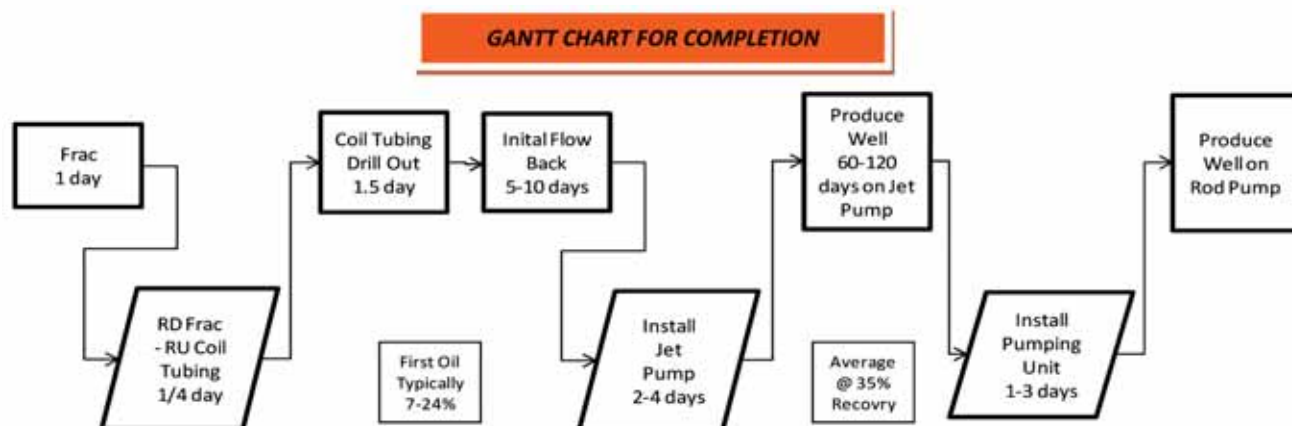 GANTT CHART FOR COMPLETION
Frac
1 day
RD Frac
- RU Coil
Tubing
1/4 day
Coil Tubing
Drill Out
1.5 day
Inital Flow
Back
5-10 days
First Oil
Typically
7-24%
Install
Jet
Pump
2-4 days
Produce
Well
60-120
days on Jet
Pump
Average
@ 35%
Recovry
Install
Pumping
Unit
1-3 days
Produce
Well on
Rod Pump